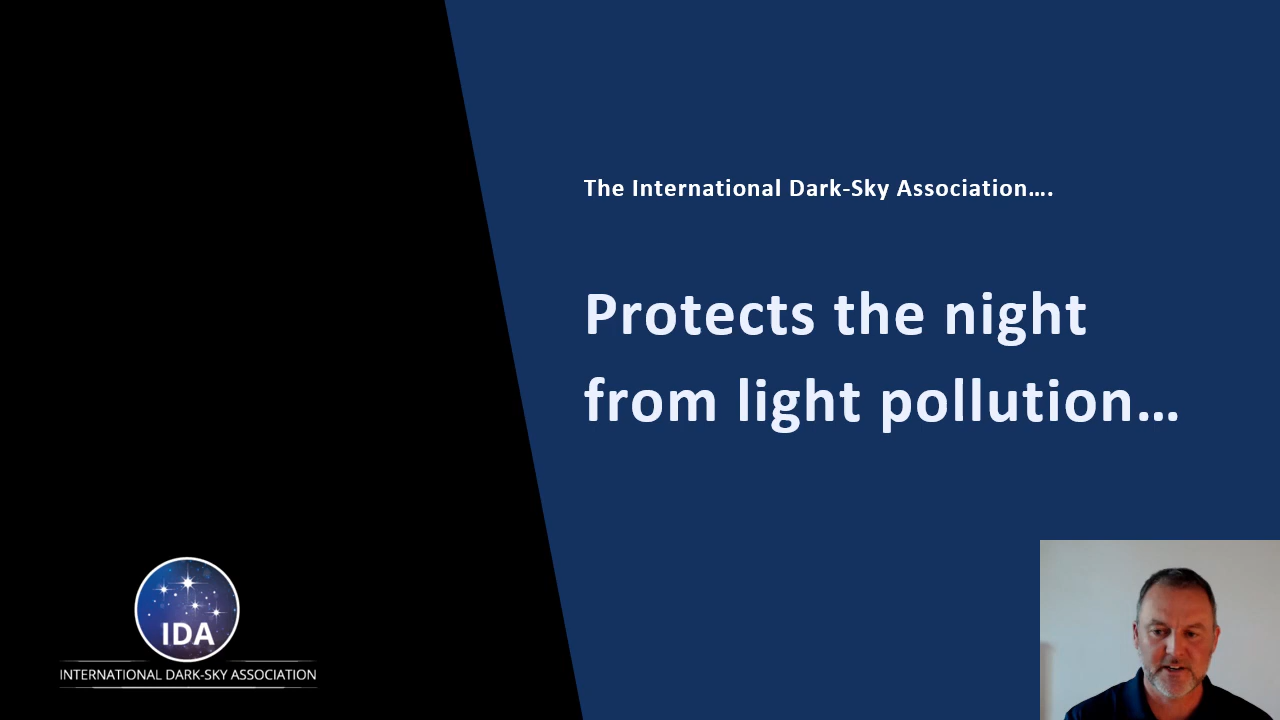 The International Dark-Sky Association….
Protects the night
from light pollution…
IDA
INTERNATIONAL DARK-SKY ASSOCIATION